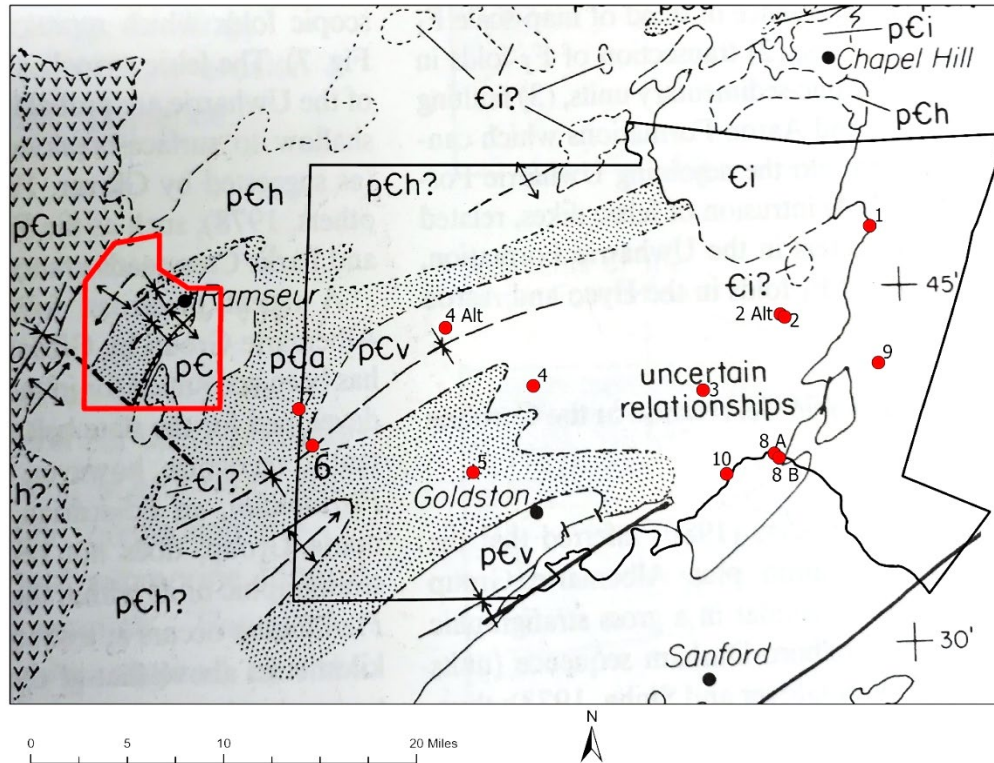 pЄi
Chapel Hill
Єi?
pЄh
pЄh
pЄh?
Єi
pЄu
1
Ramseur
Єi?
45'
4 Alt
2 Alt
2
pЄa
pЄv
pЄ
9
4
uncertain
relationships
3
7
6
8 A
8 B
10
5
Єi?
Goldston
h?
pЄv
pЄh?
30'
Sanford
N
0
5
10
20 Miles